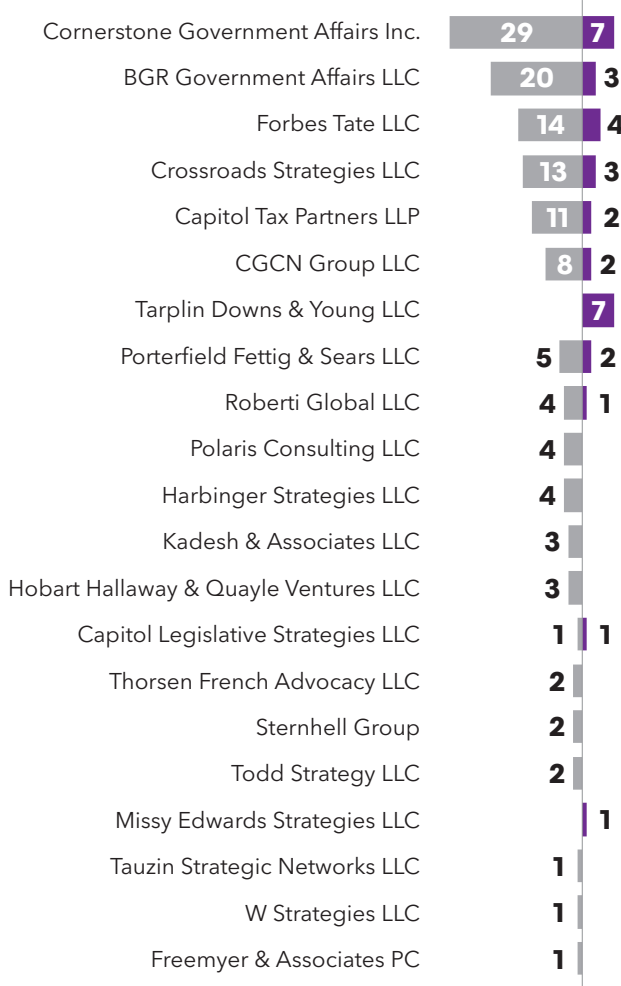 Cornerstone Government Affairs Inc. 29 7
BGR Government Affairs LLC 20 3
Forbes Tate LLC 14 4
Crossroads Strategies LLC 13 3
Capitol Tax Partners LLP 11 2
CGCN Group LLC 8 2
Tarplin Downs & Young LLC 7
Porterfield Fettig & Sears LLC 5 2
Roberti Global LLC 4 1
Polaris Consulting LLC 4
Harbinger Strategies LLC 4
Kadesh & Associates LLC 3
Hobart Hallaway & Quayle Ventures LLC 3
Capitol Legislative Strategies LLC 1 1
Thorsen French Advocacy LLC 2
Sternhell Group 2
Todd Strategy LLC 2
Missy Edwards Strategies LLC 1
Tauzin Strategic Networks LLC 1
W Strategies LLC 1
Freemyer & Associates PC 1